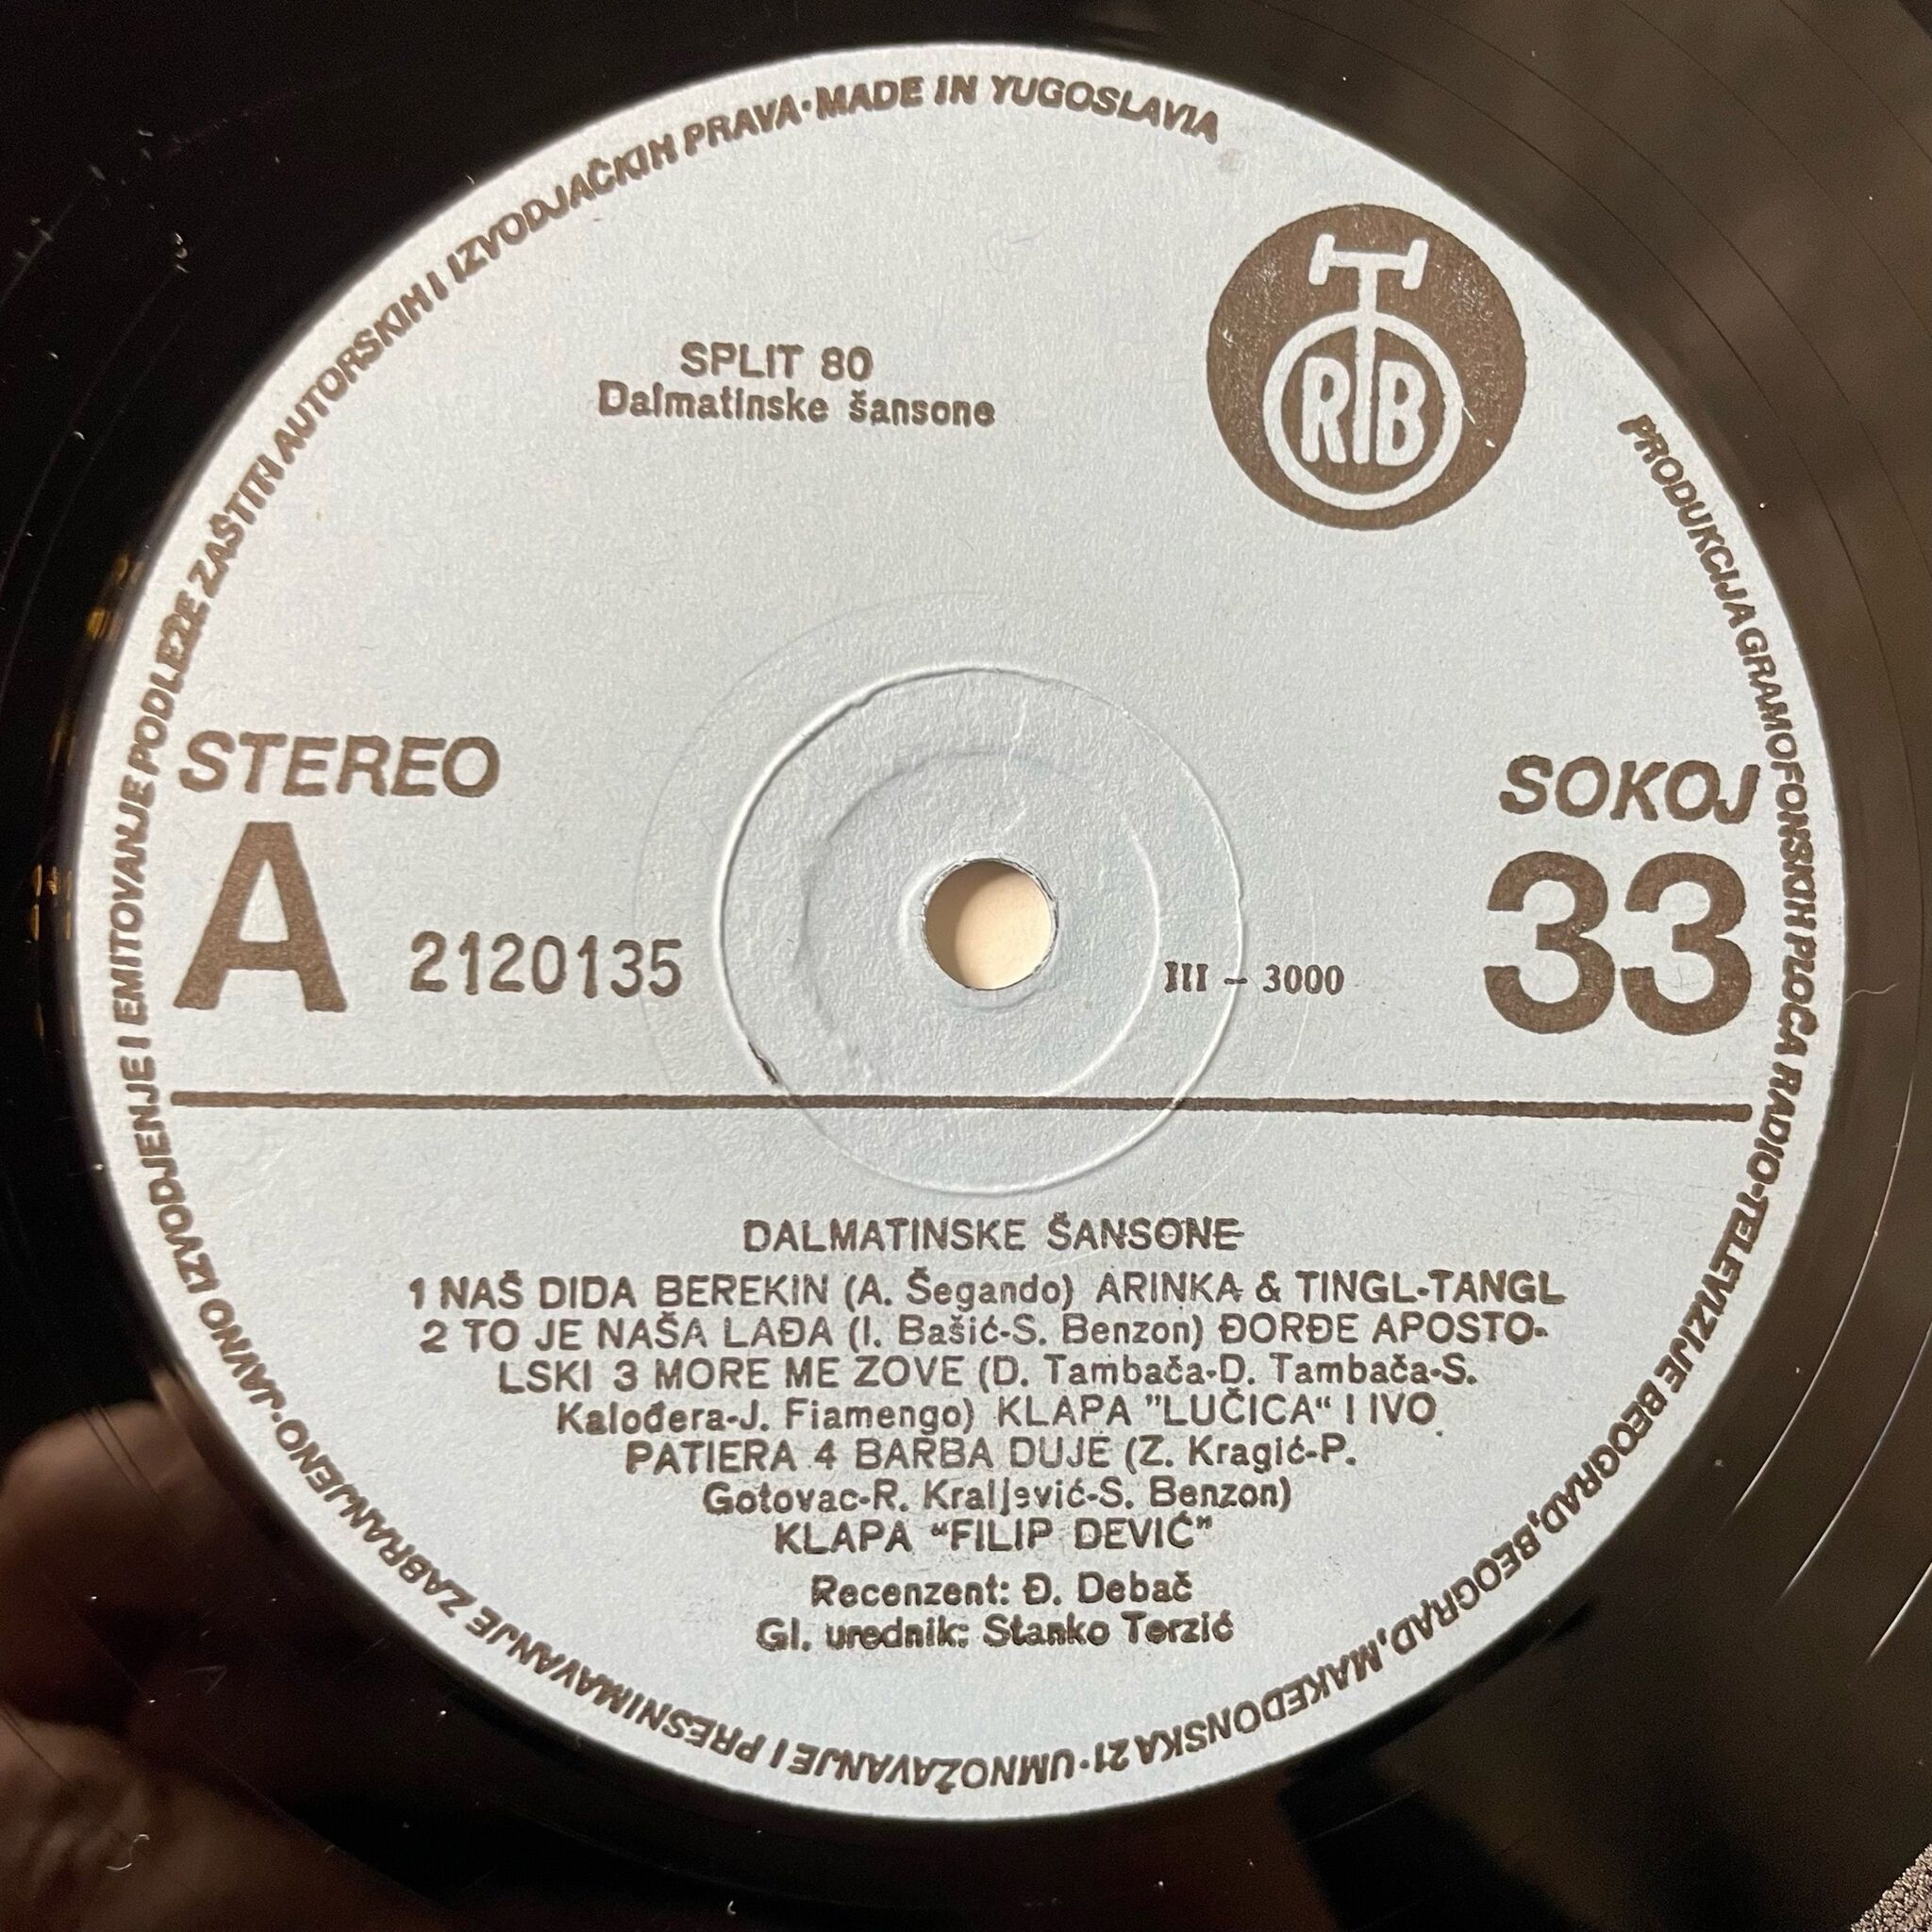 PRODUKCIJA GRAMOFONSKIH PLOČA RADIO-TELEVIZIJE BEOGRAD, BEOGRAD, MAKEDONSKA 21 · UMNOŽAVANJE I PRESNIMAVANJE ZABRANJENO · JAVNO IZVODJENJE I EMITOVANJE PODLEŽE ZAŠTITI AUTORSKIH I IZVODJAČKIH PRAVA · MADE IN YUGOSLAVIA
RTB
SPLIT 80
Dalmatinske šansone
STEREO
SOKOJ
A 2120135
III – 3000
33
DALMATINSKE ŠANSONE
1 NAŠ DIDA BEREKIN (A. Šegando) ARINKA & TINGL-TANGL
2 TO JE NAŠA LAĐA (I. Bašić-S. Benzon) ĐORĐE APOSTO-
LSKI 3 MORE ME ZOVE (D. Tambača-D. Tambača-S.
Kalođera-J. Fiamengo) KLAPA "LUČICA“ I IVO
PATIERA 4 BARBA DUJE (Z. Kragić-P.
Gotovac-R. Kraljević-S. Benzon)
KLAPA “FILIP DEVIĆ”
Recenzent: Đ. Debač
Gl. urednik: Stanko Terzić